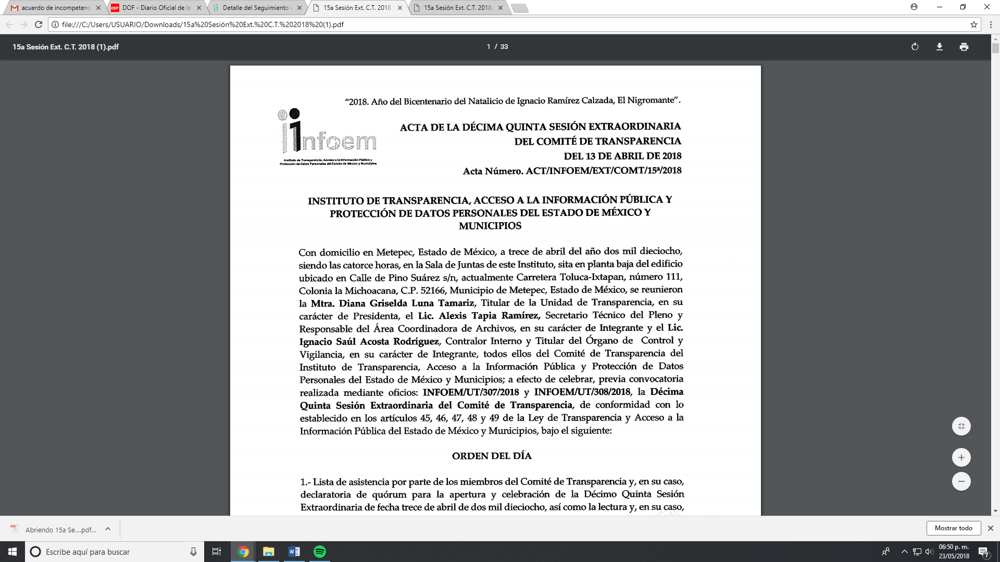 acuerdo de incompetenc
DOF - Diario Oficial de la
Detalle del Seguimiento
15a Sesión Ext. C.T. 2018
15a Sesión Ext. C.T. 2018
file:///C:/Users/USUARIO/Downloads/15a%20Sesión%20Ext.%20C.T.%202018%20(1).pdf
15a Sesión Ext. C.T. 2018 (1).pdf
1 / 33
“2018. Año del Bicentenario del Natalicio de Ignacio Ramírez Calzada, El Nigromante”.
infoem
Instituto de Transparencia, Acceso a la Información Pública y
Protección de Datos Personales del Estado de México y Municipios
ACTA DE LA DÉCIMA QUINTA SESIÓN EXTRAORDINARIA
DEL COMITÉ DE TRANSPARENCIA
DEL 13 DE ABRIL DE 2018
Acta Número. ACT/INFOEM/EXT/COMT/15ª/2018
INSTITUTO DE TRANSPARENCIA, ACCESO A LA INFORMACIÓN PÚBLICA Y
PROTECCIÓN DE DATOS PERSONALES DEL ESTADO DE MÉXICO Y
MUNICIPIOS
Con domicilio en Metepec, Estado de México, a trece de abril del año dos mil dieciocho,
siendo las catorce horas, en la Sala de Juntas de este Instituto, sita en planta baja del edificio
ubicado en Calle de Pino Suárez s/n, actualmente Carretera Toluca-Ixtapan, número 111,
Colonia la Michoacana, C.P. 52166, Municipio de Metepec, Estado de México, se reunieron
la Mtra. Diana Griselda Luna Tamariz, Titular de la Unidad de Transparencia, en su
carácter de Presidenta, el Lic. Alexis Tapia Ramírez, Secretario Técnico del Pleno y
Responsable del Área Coordinadora de Archivos, en su carácter de Integrante y el Lic.
Ignacio Saúl Acosta Rodríguez, Contralor Interno y Titular del Órgano de Control y
Vigilancia, en su carácter de Integrante, todos ellos del Comité de Transparencia del
Instituto de Transparencia, Acceso a la Información Pública y Protección de Datos
Personales del Estado de México y Municipios; a efecto de celebrar, previa convocatoria
realizada mediante oficios: INFOEM/UT/307/2018 y INFOEM/UT/308/2018, la Décima
Quinta Sesión Extraordinaria del Comité de Transparencia, de conformidad con lo
establecido en los artículos 45, 46, 47, 48 y 49 de la Ley de Transparencia y Acceso a la
Información Pública del Estado de México y Municipios, bajo el siguiente:
ORDEN DEL DÍA
1.- Lista de asistencia por parte de los miembros del Comité de Transparencia y, en su caso,
declaratoria de quórum para la apertura y celebración de la Décimo Quinta Sesión
Extraordinaria de fecha trece de abril de dos mil dieciocho, así como la lectura y, en su caso,
Abriendo 15a Se....pdf...
Mostrar todo
Escribe aquí para buscar
06:50 p. m.
23/05/2018
7